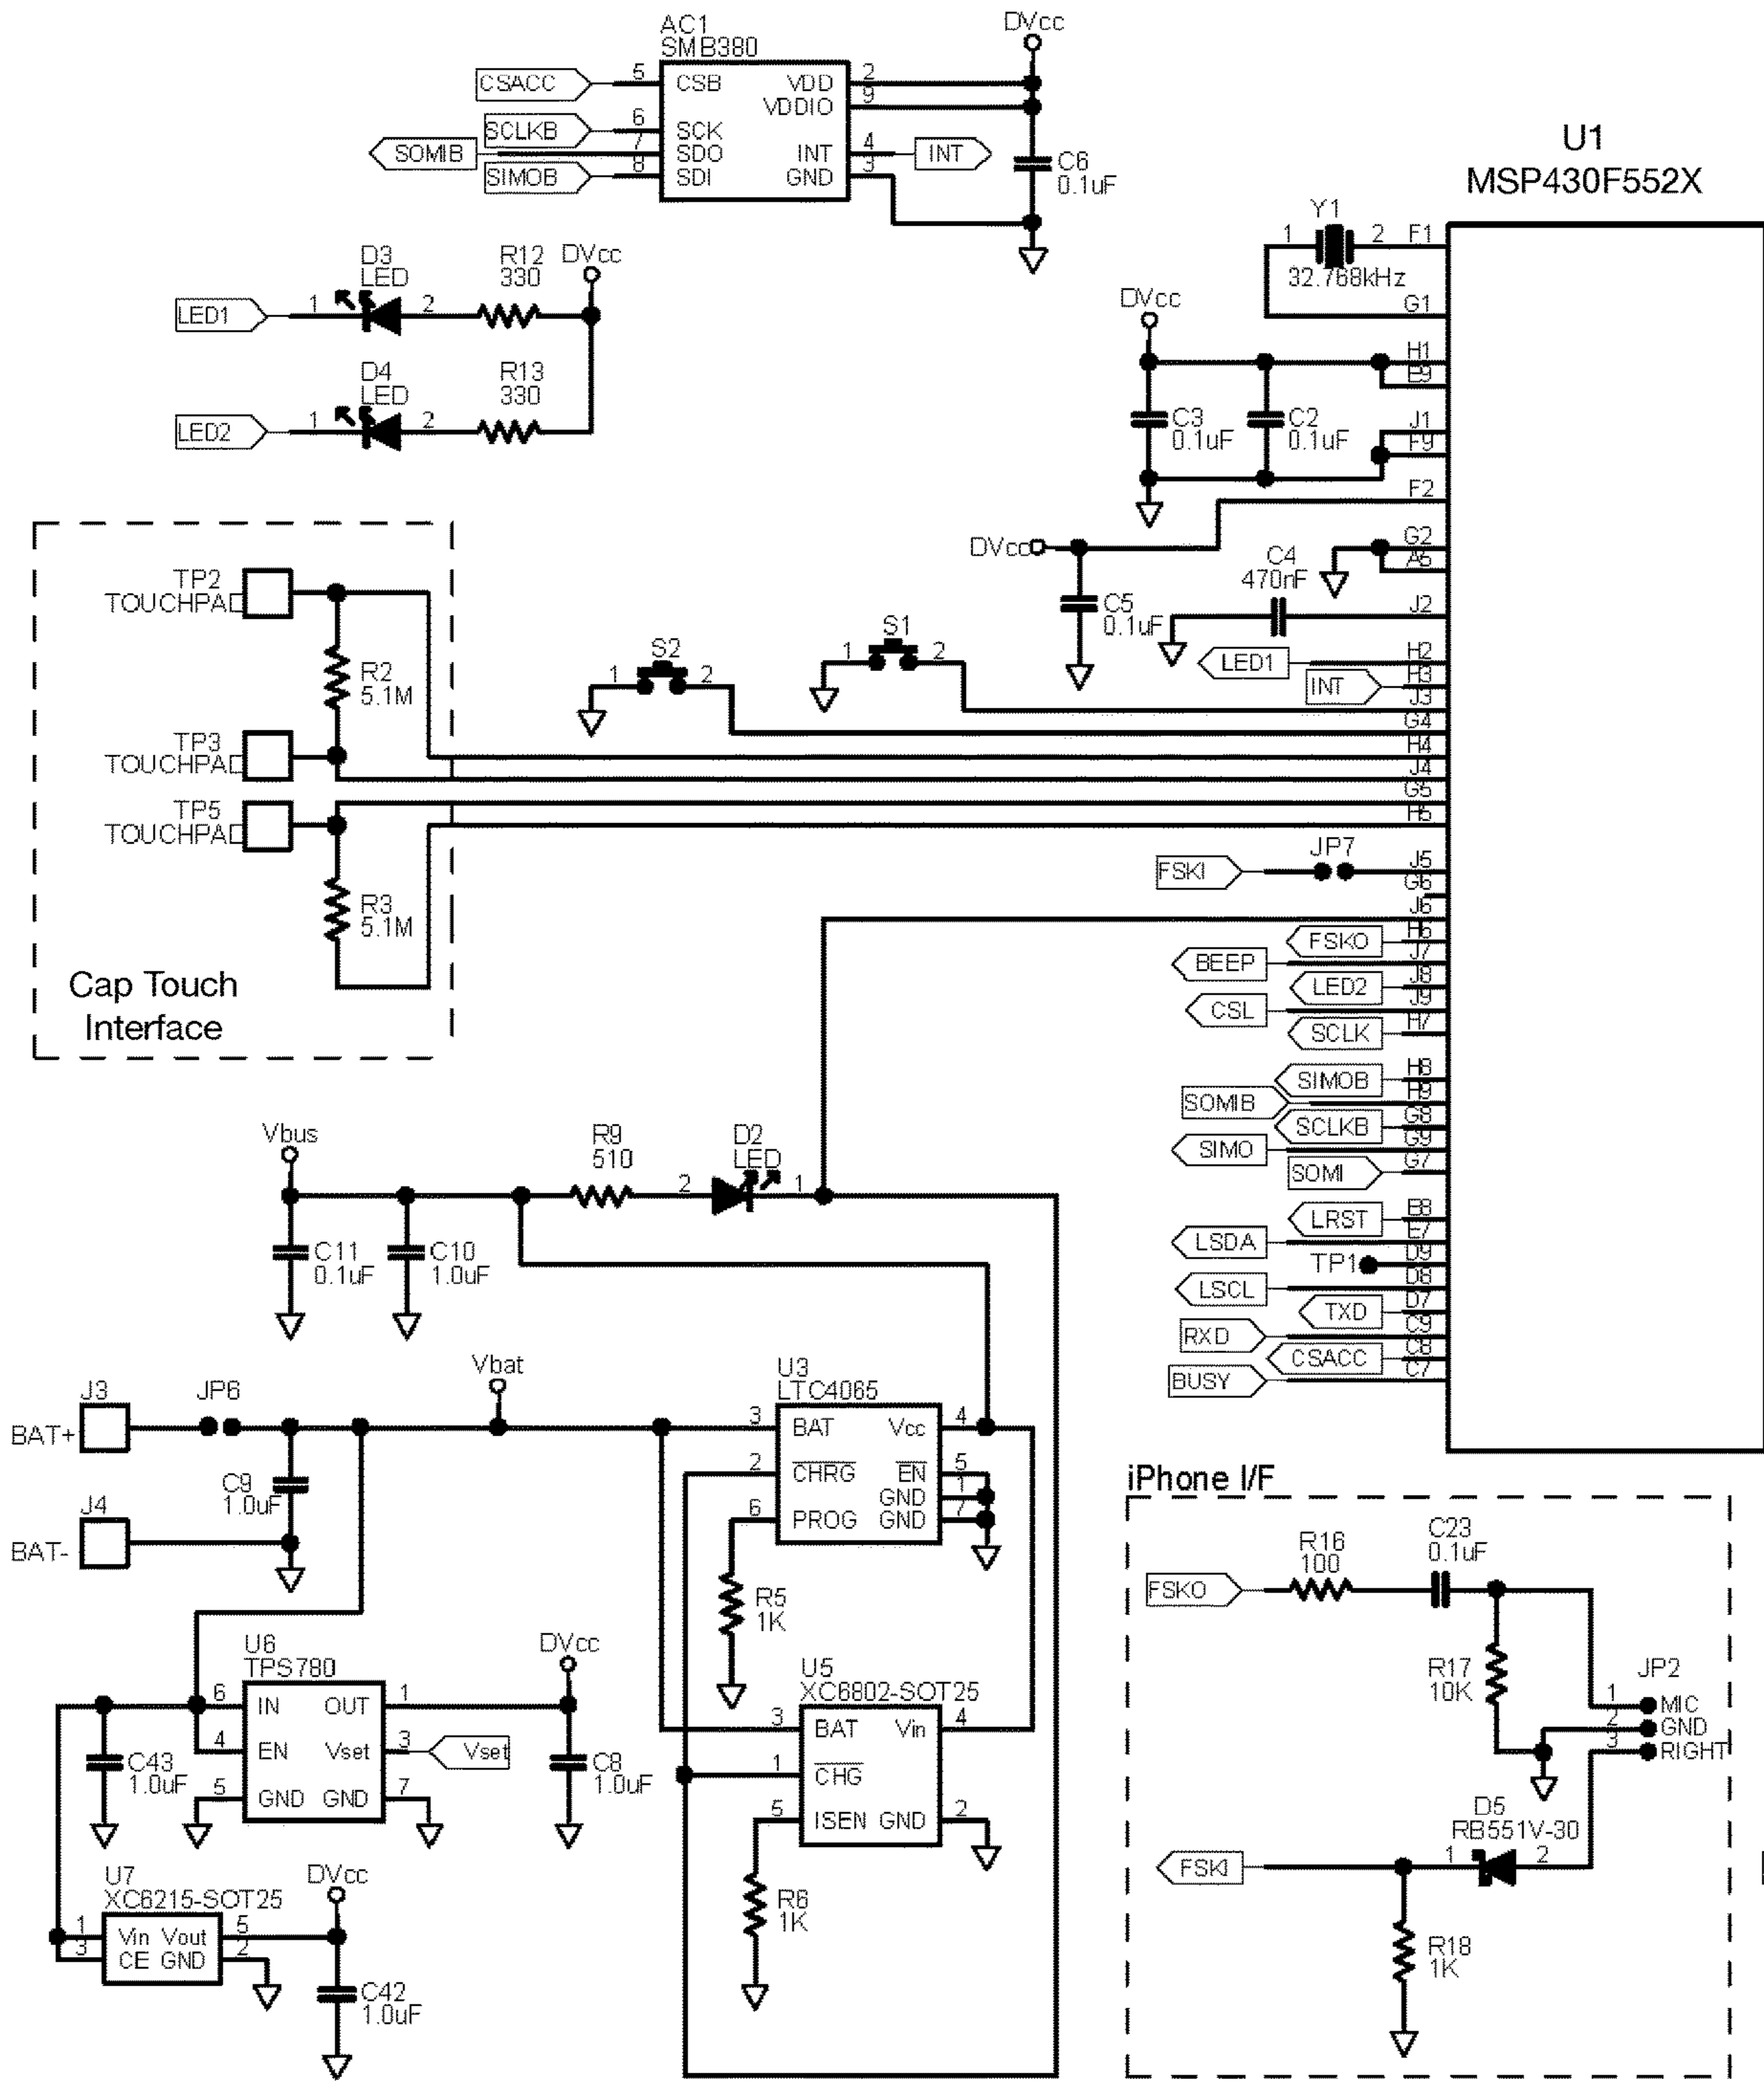 AC1
SMB380
DVcc
CSACC 5 CSB VDD 2
VDDIO 9
SCLKB 6 SCK
SOMIB 7 SDO INT 4 INT
SIMOB 8 SDI GND 3
C6
0.1uF
U1
MSP430F552X
Y1
1 2 F1
32.768kHz
G1
D3
LED
R12
330
DVcc
LED1 1 2
D4
LED
R13
330
LED2 1 2
DVcc
H1
B9
C3
0.1uF
C2
0.1uF
J1
F9
F2
DVcc
C5
0.1uF
G2
A6
C4
470nF
J2
LED1 H2
INT H3
S1
1 2 J3
S2
1 2 G4
H4
J4
G5
H5
TP2
TOUCHPAD
R2
5.1M
TP3
TOUCHPAD
TP5
TOUCHPAD
R3
5.1M
Cap Touch
Interface
FSKI JP7 J5
G6
J6
FSKO H6
BEEP J7
LED2 J8
CSL J9
SCLK H7
SIMOB H8
SOMIB H9
SCLKB G8
SIMO G9
SOMI G7
LRST B8
LSDA E7
TP1 D9
LSCL D8
TXD D7
RXD C9
CSACC C8
BUSY C7
Vbus
R9
510
D2
LED
2 1
C11
0.1uF
C10
1.0uF
Vbat
J3
BAT+
JP6
C9
1.0uF
J4
BAT-
U3
LTC4065
3 BAT Vcc 4
2 CHRG EN 5
GND 1
6 PROG GND 7
R5
1K
U6
TPS780
DVcc
6 IN OUT 1
4 EN Vset 3 Vset
5 GND GND 7
C43
1.0uF
C8
1.0uF
U5
XC6802-SOT25
3 BAT Vin 4
1 CHG
5 ISEN GND 2
R6
1K
U7
XC6215-SOT25
DVcc
1 Vin Vout 5
3 CE GND 2
C42
1.0uF
iPhone I/F
FSKO
R16
100
C23
0.1uF
R17
10K
JP2
1 MIC
2 GND
3 RIGHT
D5
RB551V-30
FSKI 1 2
R18
1K